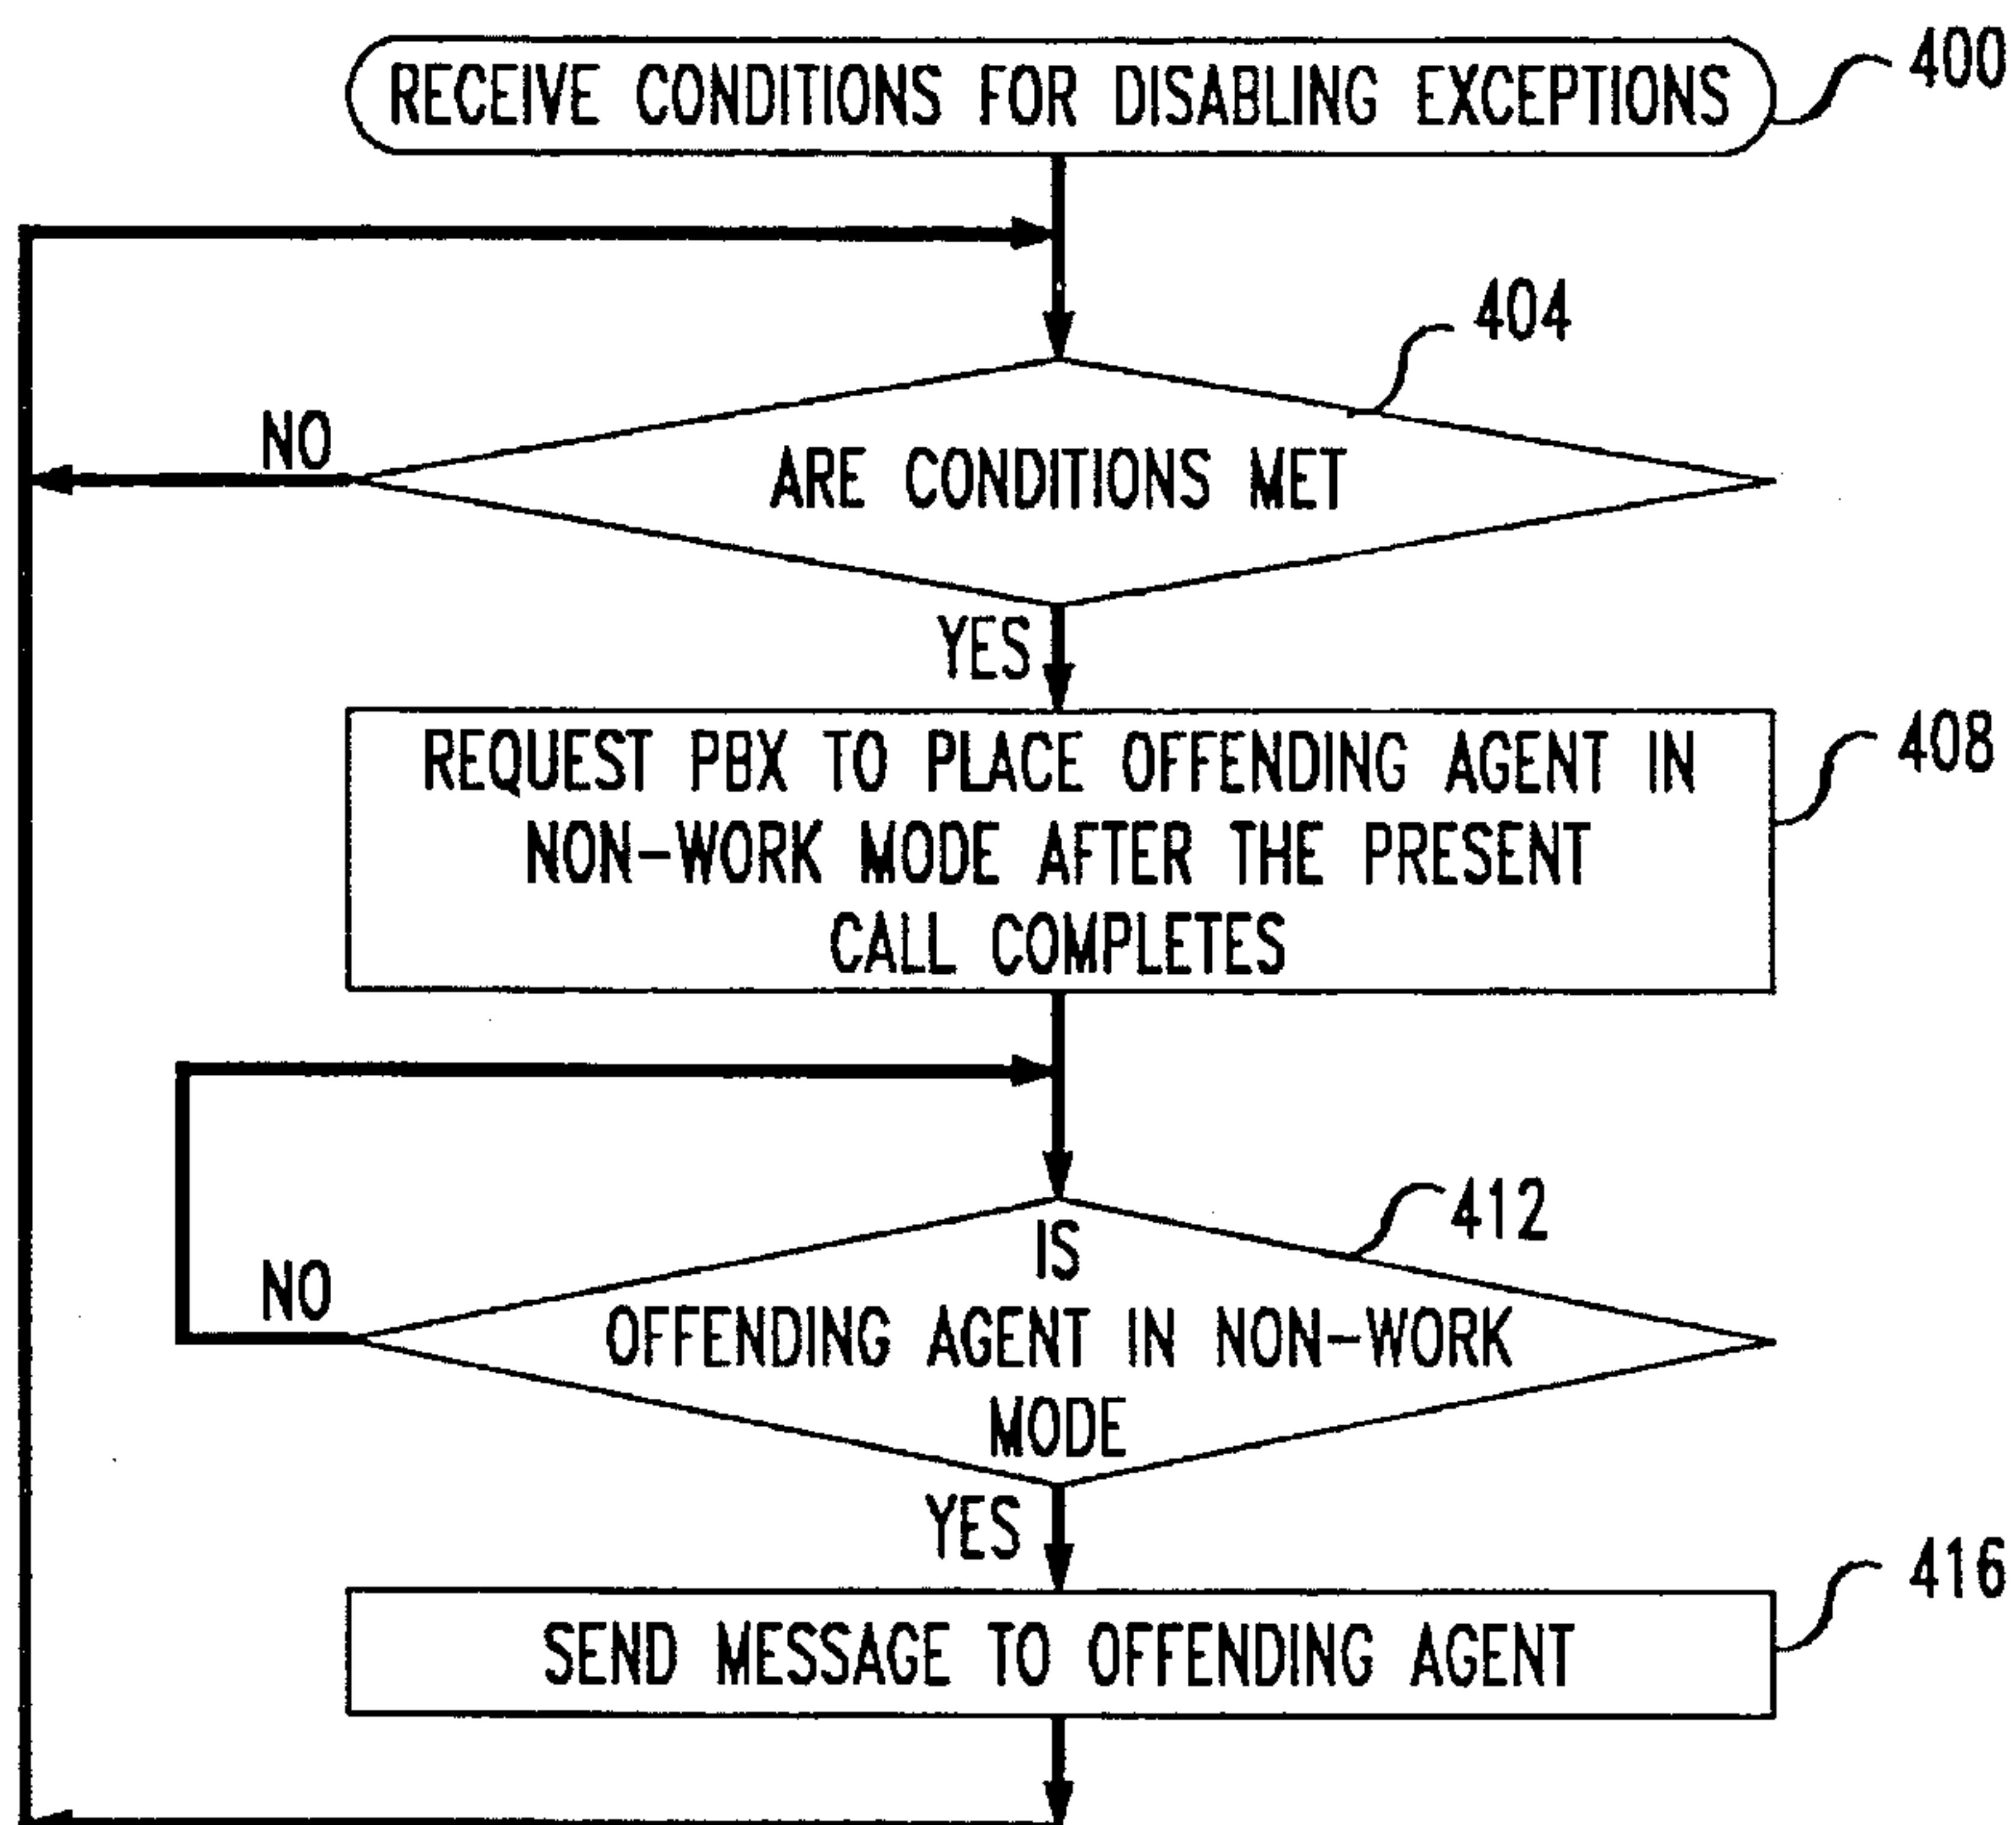 RECEIVE CONDITIONS FOR DISABLING EXCEPTIONS
400
404
NO
ARE CONDITIONS MET
YES
REQUEST PBX TO PLACE OFFENDING AGENT IN
NON-WORK MODE AFTER THE PRESENT
CALL COMPLETES
408
412
IS
NO
OFFENDING AGENT IN NON-WORK
MODE
YES
416
SEND MESSAGE TO OFFENDING AGENT